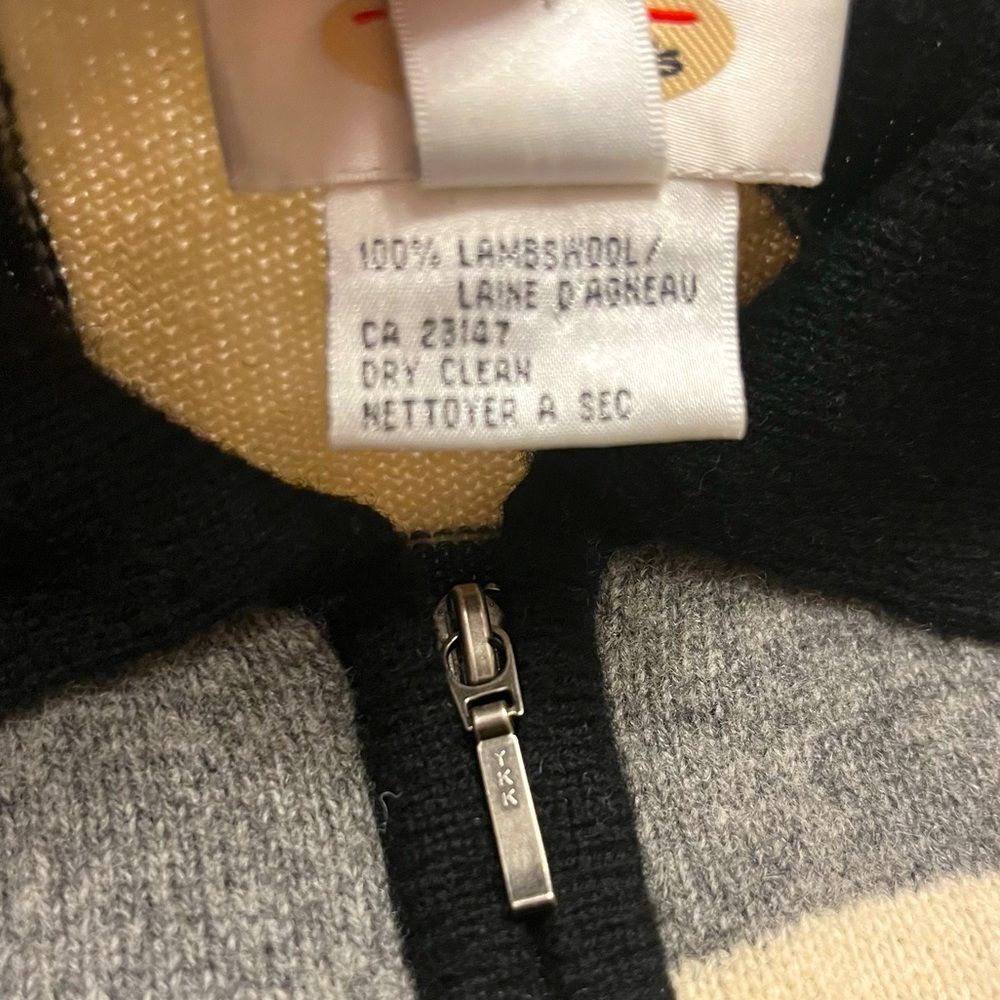 100% LAMBSWOOL/
LAINE D'AGNEAU
CA 23147
DRY CLEAN
NETTOYER A SEC
YKK